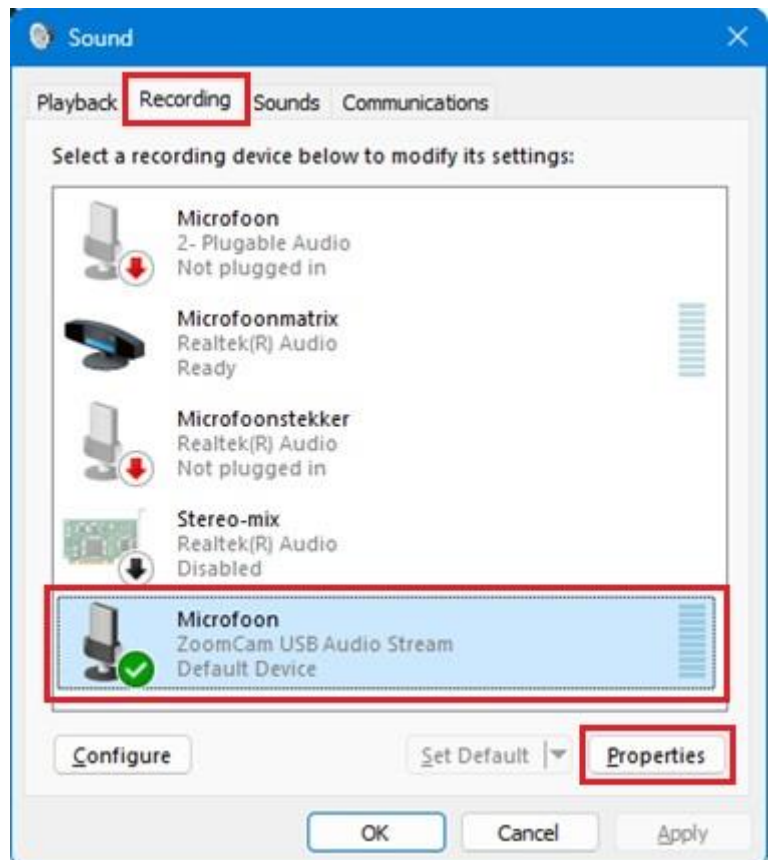 Sound
Playback Recording Sounds Communications
Select a recording device below to modify its settings:
Microfoon
2- Plugable Audio
Not plugged in
Microfoonmatrix
Realtek(R) Audio
Ready
Microfoonstekker
Realtek(R) Audio
Not plugged in
Stereo-mix
Realtek(R) Audio
Disabled
Microfoon
ZoomCam USB Audio Stream
Default Device
Configure Set Default Properties
OK Cancel Apply